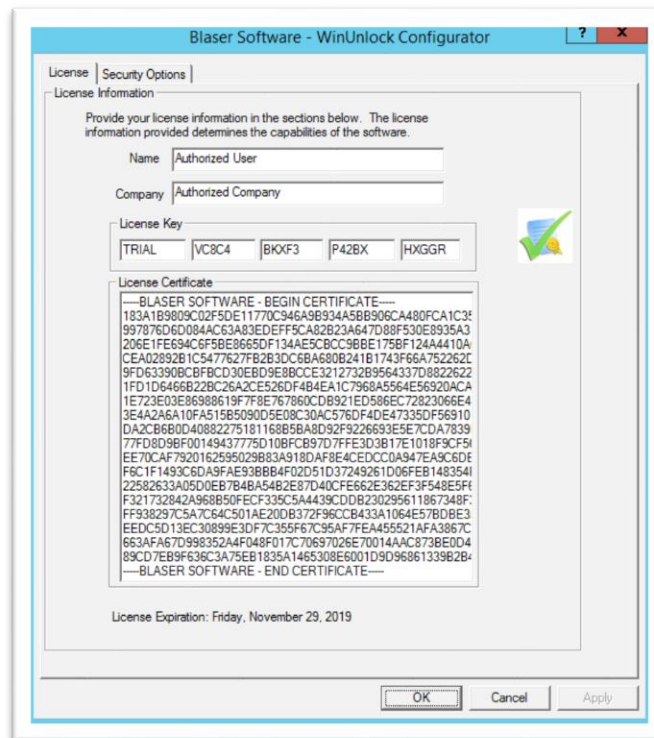 Blaser Software - WinUnlock Configurator
? x
License
Security Options
License Information
Provide your license information in the sections below. The license
information provided determines the capabilities of the software.
Name Authorized User
Company Authorized Company
License Key
TRIAL VC8C4 BKXF3 P42BX HXGGR
License Certificate
----BLASER SOFTWARE - BEGIN CERTIFICATE----
183A1B9809C02F5DE11770C946A9B934A5BB906CA480FCA1C3
997876D6D084AC63A83EDEFF5CA82B23A647D88F530E8935A3
206E1FE694C6F5BE8665DF134AE5CBCC9BBE175BF124A4410A
CEA02892B1C5477627FB2B3DC6BA680B241B1743F66A752262
9FD63390BCBFBCD30EBD9E8BCCE3212732B9564337D8822622
1FD1D6466B22BC26A2CE526DF4B4EA1C7968A5564E56920ACA
1E723E03E86988619F7F8E767860CDB921ED586EC72823066E4
3E4A2A6A10FA515B5090D5E08C30AC576DF4DE47335DF56910
DA2CB6B0D40882275181168B5BA8D92F9226693E5E7CDA7839
77FD8D9BF00149437775D10BFCB97D7FFE3D3B17E1018F9CF5
EE70CAF7920162595029B83A918DAF8E4CEDCC0A947EA9C6DE
F6C1F1493C6DA9FAE93BBB4F02D51D37249261D06FEB148354
22582633A05D0EB7B4BA54B2E87D40CFE662E362EF3F548E5F
F321732842A968B50FECF335C5A4439CDDB230295611867348F
FF938297C5A7C64C501AE20DB372F96CCB433A1064E57BDBE3
EEDC5D13EC30899E3DF7C355F67C95AF7FEA455521AFA3867C
663AFA67D998352A4F048F017C70697026E70014AAC873BE0D4
89CD7EB9F636C3A75EB1835A1465308E6001D9D96861339B2B
----BLASER SOFTWARE - END CERTIFICATE----
License Expiration: Friday, November 29, 2019
OK Cancel Apply